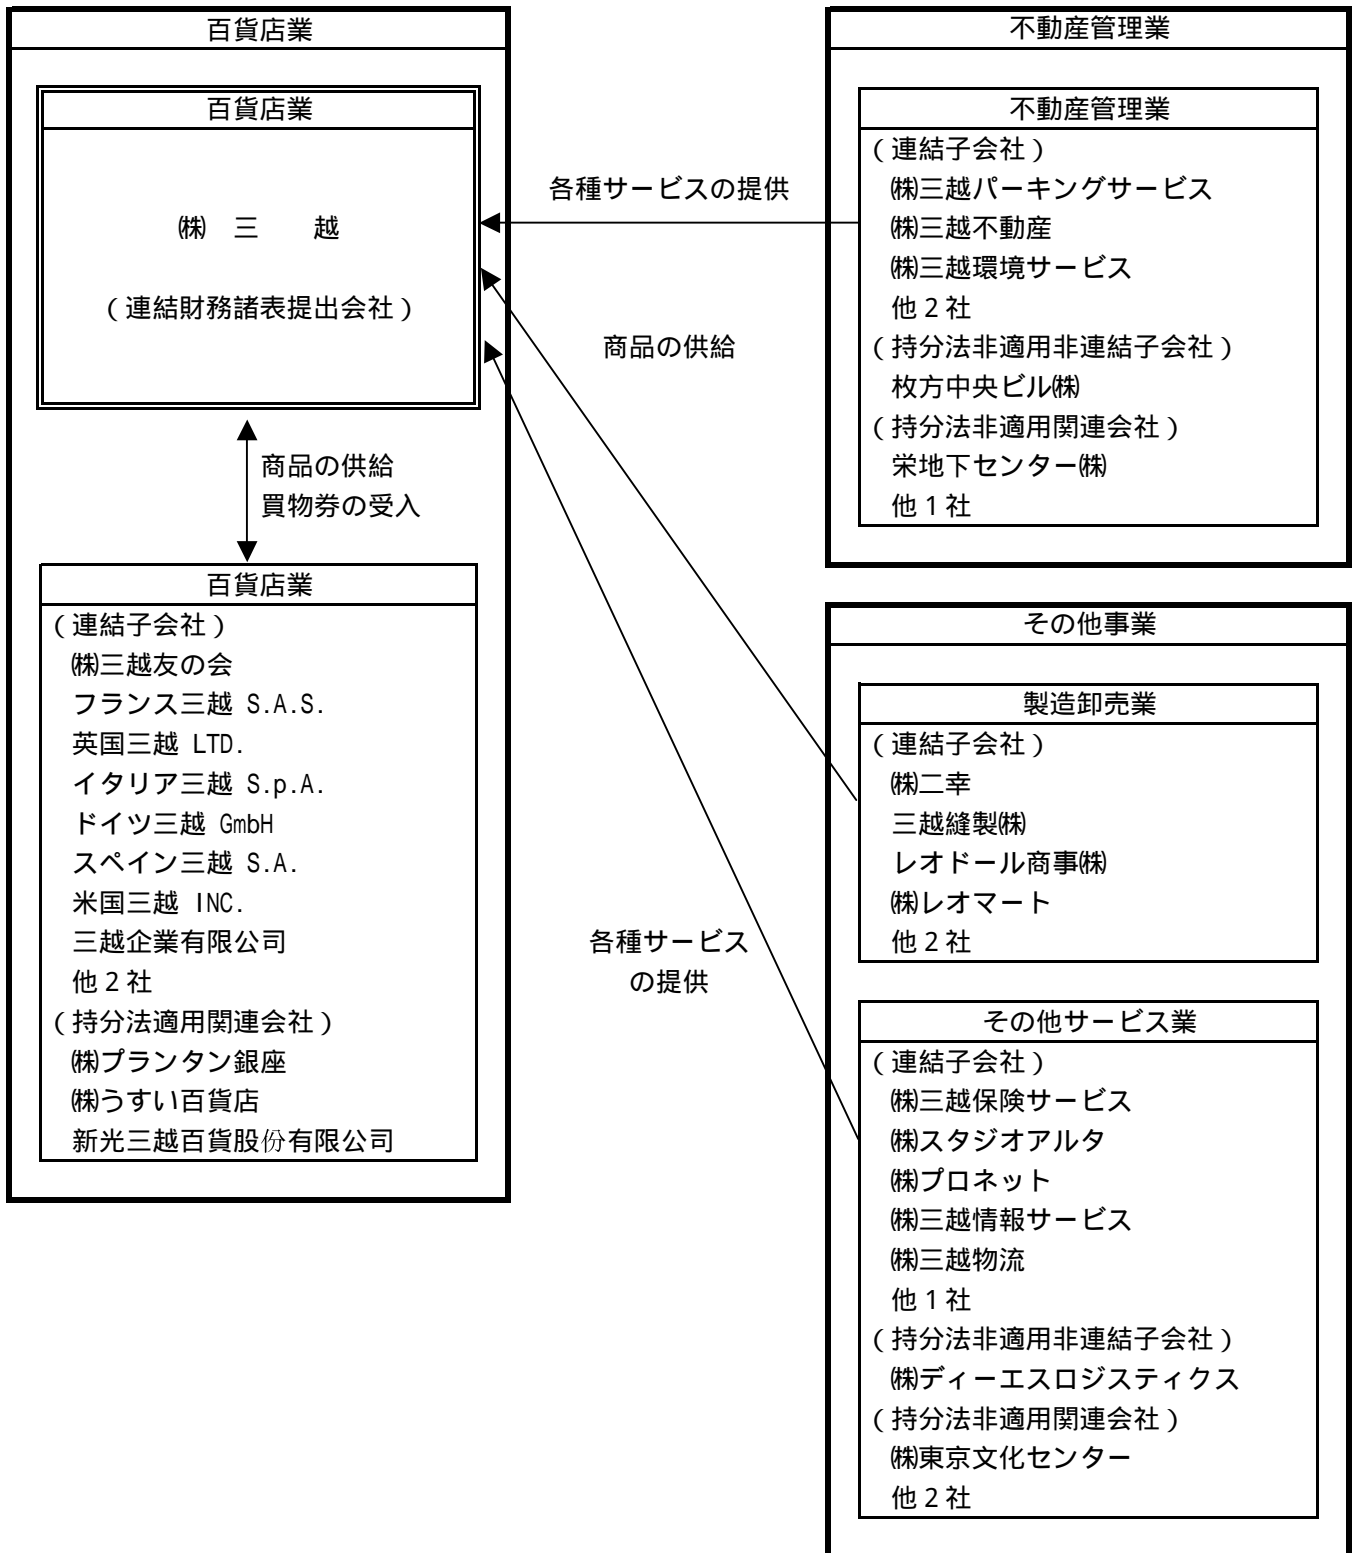 百貨店業
百貨店業
㈱　三　　越
（連結財務諸表提出会社）
商品の供給
買物券の受入
百貨店業
（連結子会社）
㈱三越友の会
フランス三越 S.A.S.
英国三越 LTD.
イタリア三越 S.p.A.
ドイツ三越 GmbH
スペイン三越 S.A.
米国三越 INC.
三越企業有限公司
他２社
（持分法適用関連会社）
㈱プランタン銀座
㈱うすい百貨店
新光三越百貨股份有限公司
各種サービスの提供
商品の供給
各種サービス
の提供
不動産管理業
不動産管理業
（連結子会社）
㈱三越パーキングサービス
㈱三越不動産
㈱三越環境サービス
他２社
（持分法非適用非連結子会社）
枚方中央ビル㈱
（持分法非適用関連会社）
栄地下センター㈱
他１社
その他事業
製造卸売業
（連結子会社）
㈱二幸
三越縫製㈱
レオドール商事㈱
㈱レオマート
他２社
その他サービス業
（連結子会社）
㈱三越保険サービス
㈱スタジオアルタ
㈱プロネット
㈱三越情報サービス
㈱三越物流
他１社
（持分法非適用非連結子会社）
㈱ディーエスロジスティクス
（持分法非適用関連会社）
㈱東京文化センター
他２社